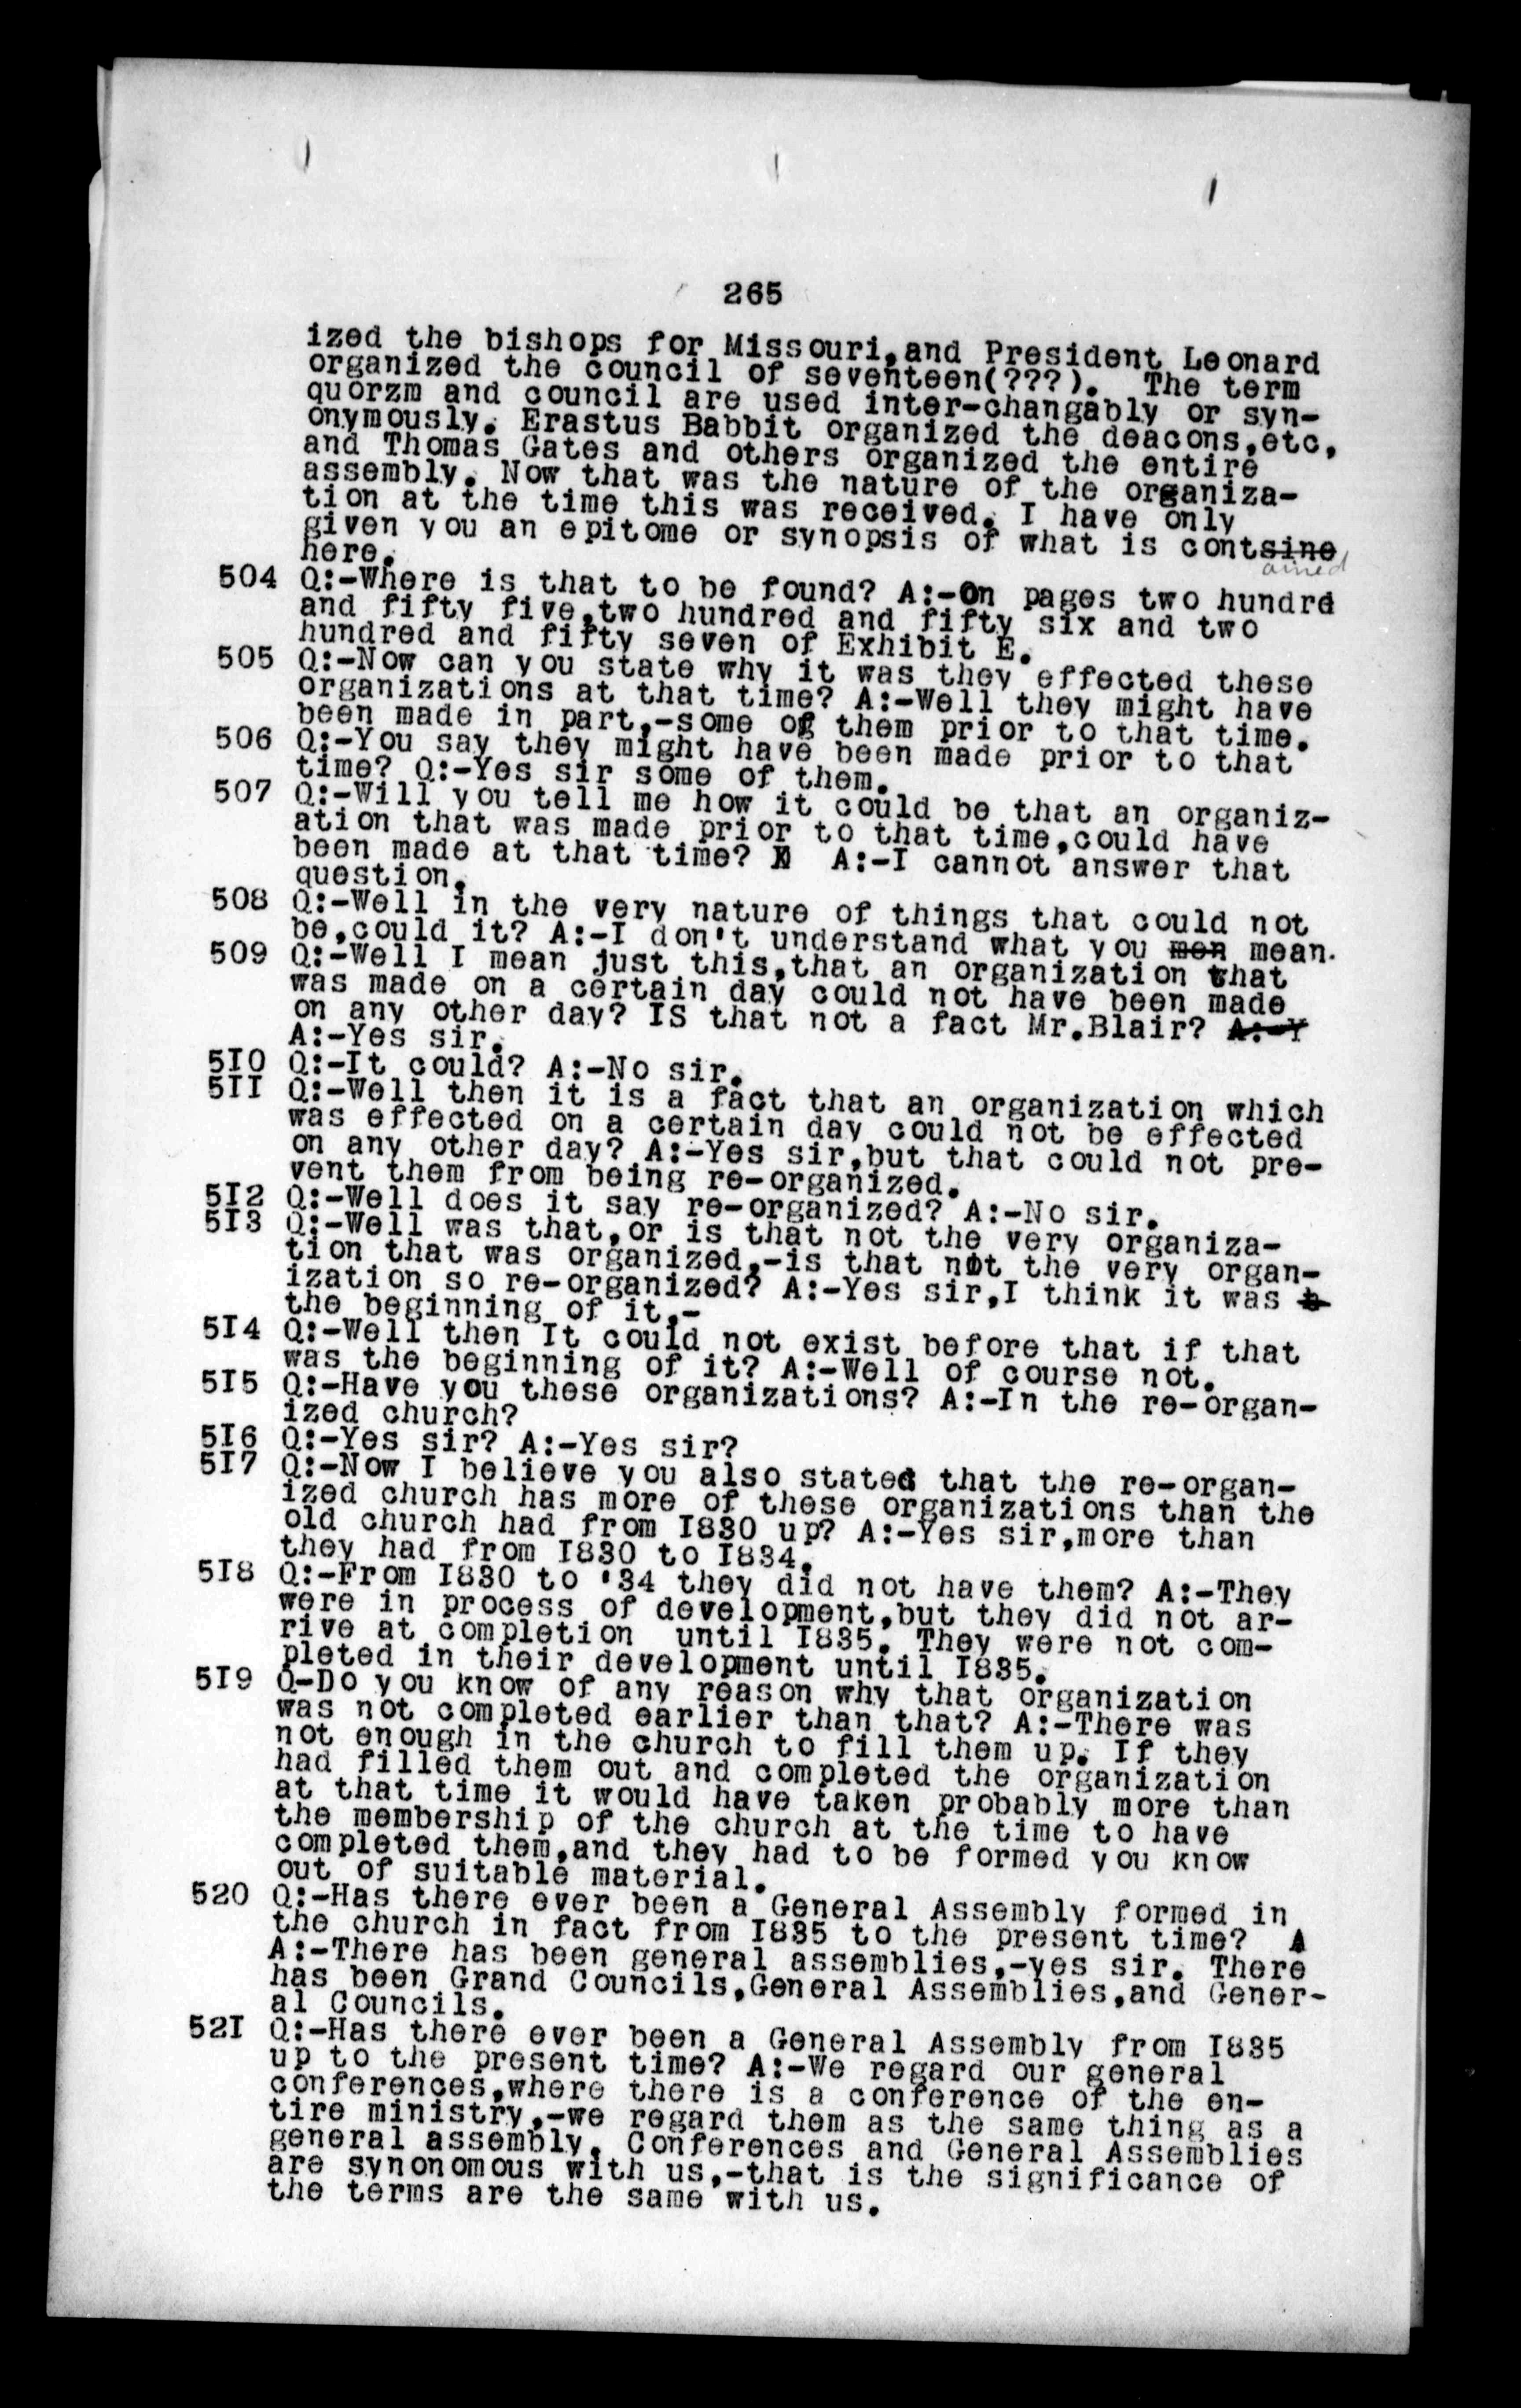 265
ized the bishops for Missouri,and President Leonard
organized the council of seventeen(???). The term
quorzm and council are used inter-changably or syn-
onymously. Erastus Babbit organized the deacons,etc,
and Thomas Gates and others organized the entire
assembly. Now that was the nature of the organiza-
tion at the time this was received. I have only
given you an epitome or synopsis of what is contsine
ained
here.
504 Q:-Where is that to be found? A:-On pages two hundrd
and fifty five,two hundred and fifty six and two
hundred and fifty seven of Exhibit E.
505 Q:-Now can you state why it was they effected these
organizations at that time? A:-Well they might have
been made in part,-some of them prior to that time.
506 Q:-You say they might have been made prior to that
time? Q:-Yes sir some of them.
507 Q:-Will you tell me how it could be that an organiz-
ation that was made prior to that time,could have
been made at that time? A:-I cannot answer that
question.
508 Q:-Well in the very nature of things that could not
be,could it? A:-I don't understand what you men mean.
509 Q:-Well I mean just this,that an organization that
was made on a certain day could not have been made
on any other day? IS that not a fact Mr.Blair? A:-Y
A:-Yes sir.
5I0 Q:-It could? A:-No sir.
5II Q:-Well then it is a fact that an organization which
was effected on a certain day could not be effected
on any other day? A:-Yes sir,but that could not pre-
vent them from being re-organized.
5I2 Q:-Well does it say re-organized? A:-No sir.
5I3 Q:-Well was that,or is that not the very organiza-
tion that was organized,-is that not the very organ-
ization so re-organized? A:-Yes sir,I think it was b
the beginning of it,-
5I4 Q:-Well then It could not exist before that if that
was the beginning of it? A:-Well of course not.
5I5 Q:-Have you these organizations? A:-In the re-organ-
ized church?
5I6 Q:-Yes sir? A:-Yes sir?
5I7 Q:-Now I believe you also stated that the re-organ-
ized church has more of these organizations than the
old church had from I830 up? A:-Yes sir,more than
they had from I830 to I834.
5I8 Q:-From I830 to '34 they did not have them? A:-They
were in process of development,but they did not ar-
rive at completion until I835. They were not com-
pleted in their development until I835.
5I9 Q-Do you know of any reason why that organization
was not completed earlier than that? A:-There was
not enough in the church to fill them up. If they
had filled them out and completed the organization
at that time it would have taken probably more than
the membership of the church at the time to have
completed them,and they had to be formed you know
out of suitable material.
520 Q:-Has there ever been a General Assembly formed in
the church in fact from I835 to the present time? A
A:-There has been general assemblies,-yes sir. There
has been Grand Councils,General Assemblies,and Gener-
al Councils.
52I Q:-Has there ever been a General Assembly from I835
up to the present time? A:-We regard our general
conferences,where there is a conference of the en-
tire ministry,-we regard them as the same thing as a
general assembly. Conferences and General Assemblies
are synonomous with us,-that is the significance of
the terms are the same with us.